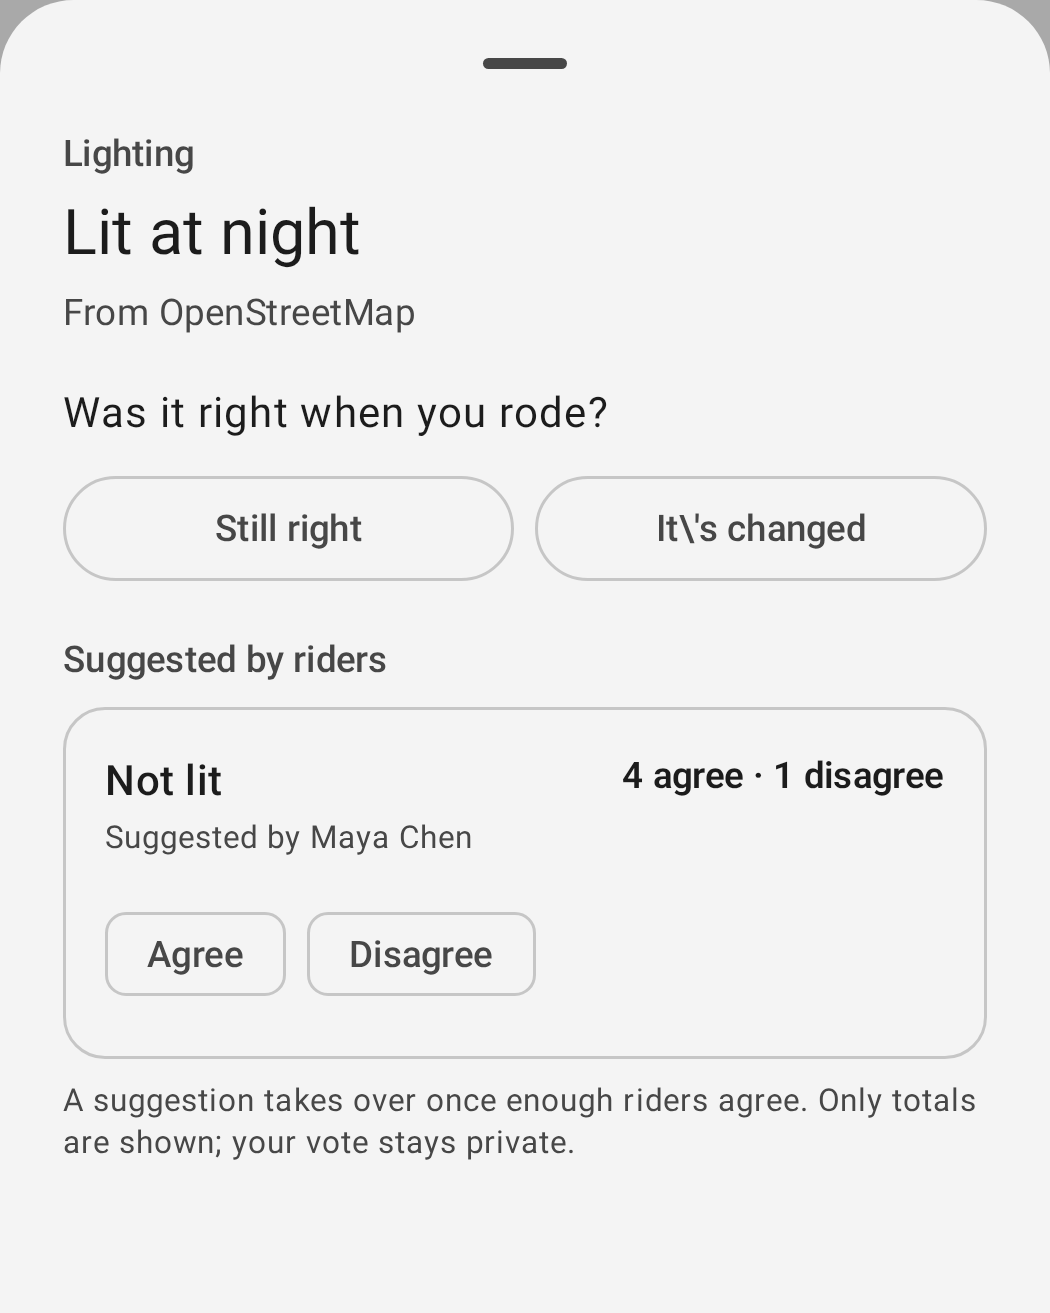 Lighting
Lit at night
From OpenStreetMap
Was it right when you rode?
Still right
It\'s changed
Suggested by riders
Not lit
4 agree · 1 disagree
Suggested by Maya Chen
Agree
Disagree
A suggestion takes over once enough riders agree. Only totals
are shown; your vote stays private.